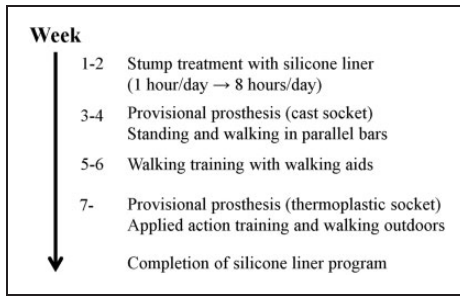 Week
1-2 Stump treatment with silicone liner
(1 hour/day → 8 hours/day)
3-4 Provisional prosthesis (cast socket)
Standing and walking in parallel bars
5-6 Walking training with walking aids
7- Provisional prosthesis (thermoplastic socket)
Applied action training and walking outdoors
Completion of silicone liner program